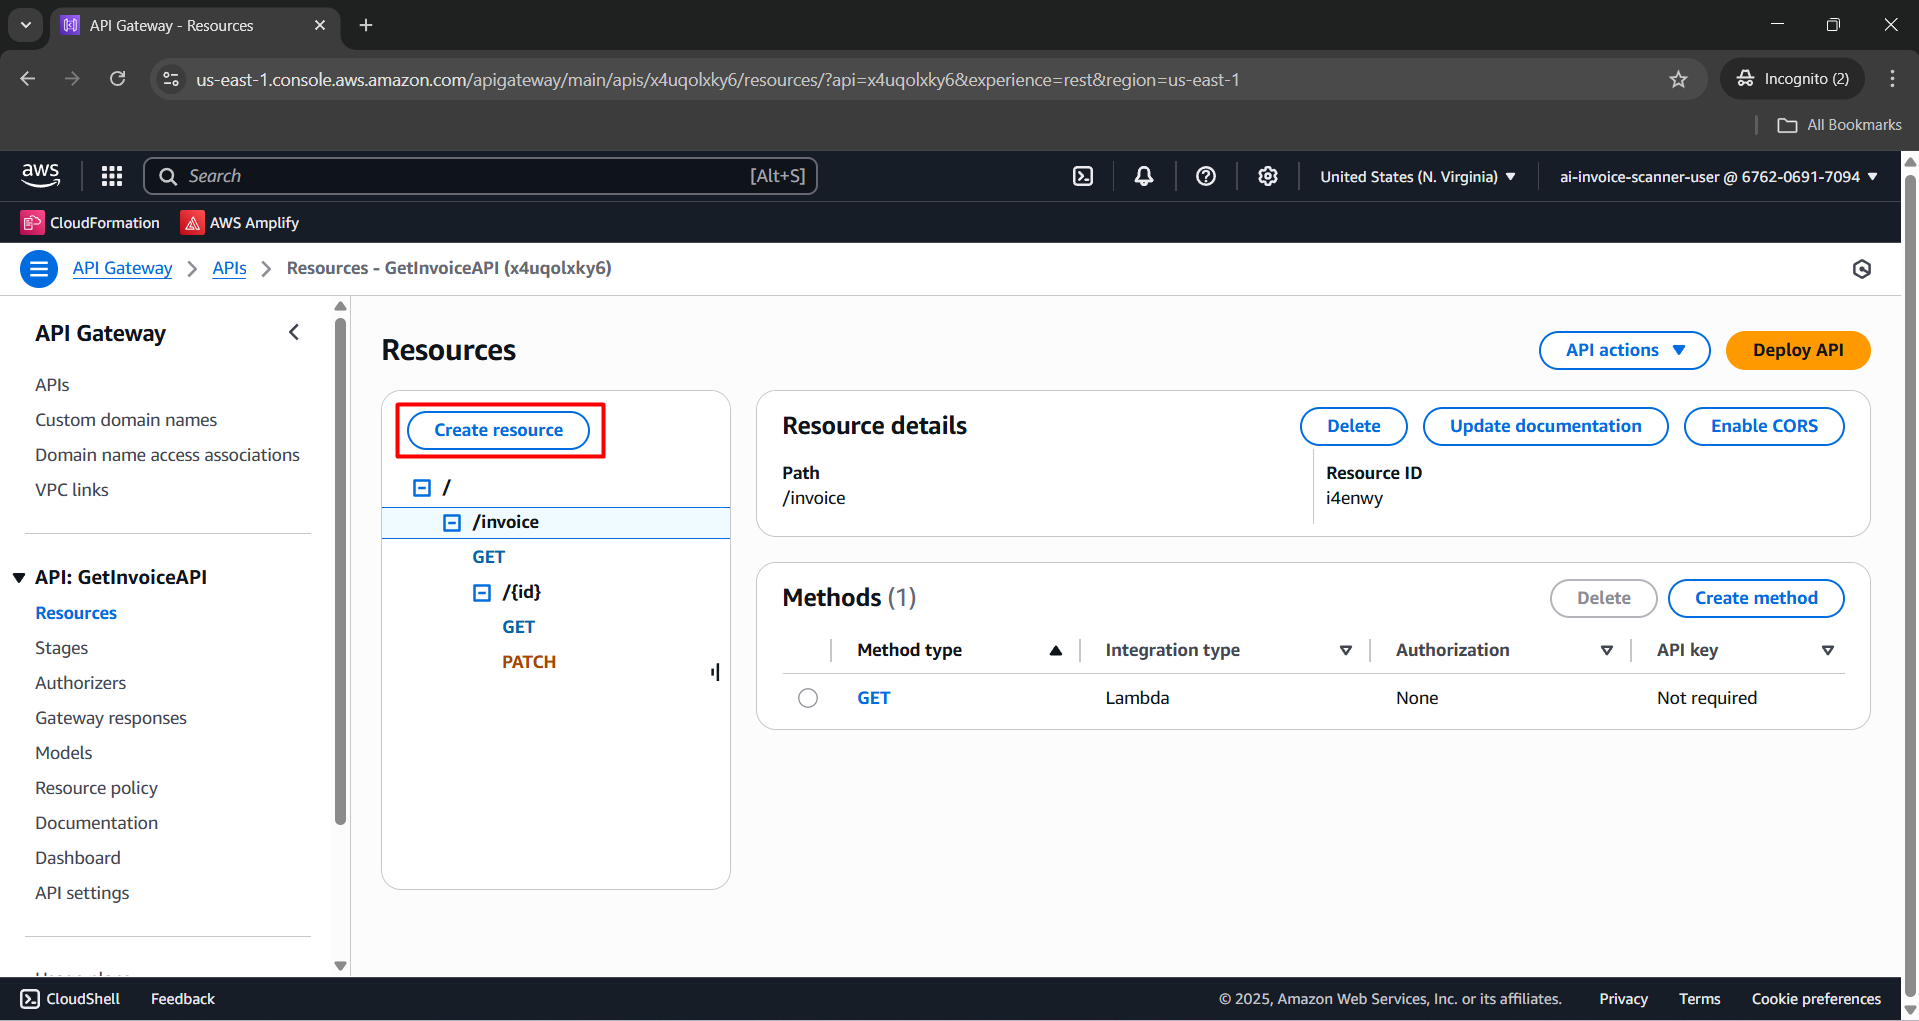 API Gateway - Resources
us-east-1.console.aws.amazon.com/apigateway/main/apis/x4uqolxky6/resources/?api=x4uqolxky6&experience=rest&region=us-east-1
Incognito (2)
All Bookmarks
aws
Search
[Alt+S]
United States (N. Virginia)
ai-invoice-scanner-user @ 6762-0691-7094
CloudFormation
AWS Amplify
API Gateway
APIs
Resources - GetInvoiceAPI (x4uqolxky6)
API Gateway
APIs
Custom domain names
Domain name access associations
VPC links
API: GetInvoiceAPI
Resources
Stages
Authorizers
Gateway responses
Models
Resource policy
Documentation
Dashboard
API settings
Resources
API actions
Deploy API
Create resource
/
/invoice
GET
/{id}
GET
PATCH
Resource details
Delete
Update documentation
Enable CORS
Path
/invoice
Resource ID
i4enwy
Methods (1)
Delete
Create method
Method type
Integration type
Authorization
API key
GET
Lambda
None
Not required
CloudShell
Feedback
© 2025, Amazon Web Services, Inc. or its affiliates.
Privacy
Terms
Cookie preferences